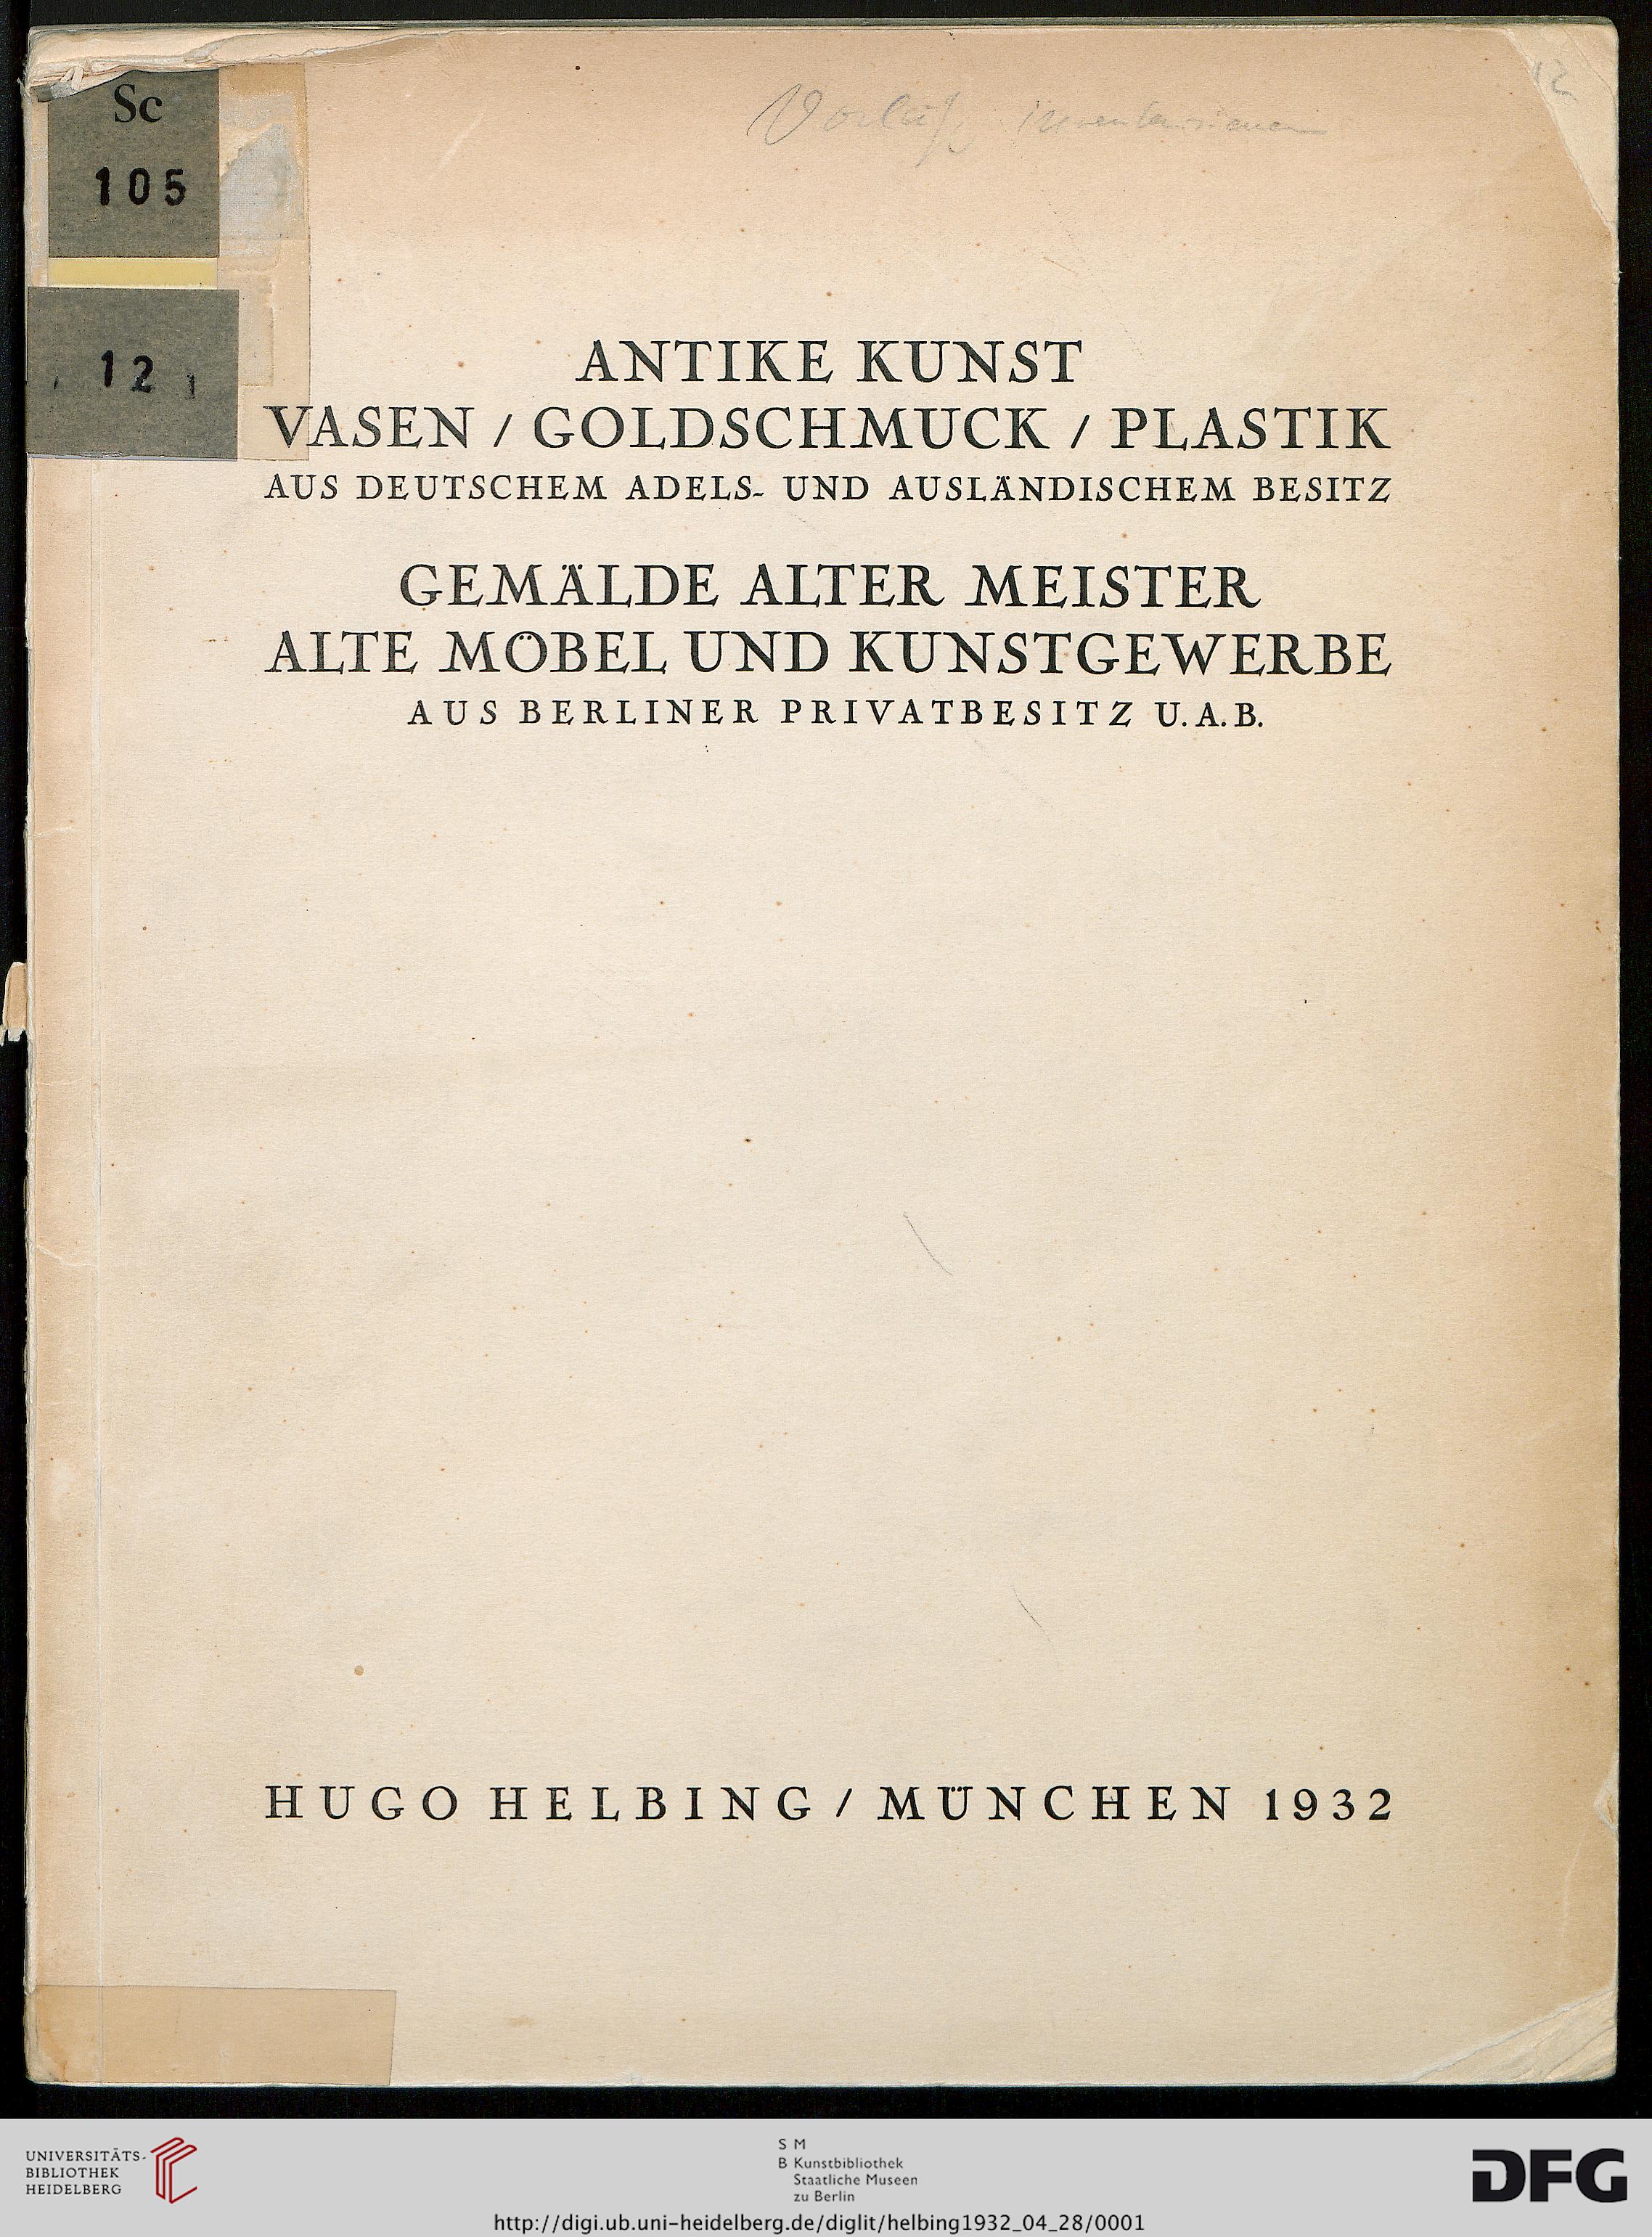 Sc
105
12
12
ANTIKE KUNST
VASEN / GOLDSCHMUCK / PLASTIK
AUS DEUTSCHEM ADELS- UND AUSLÄNDISCHEM BESITZ
GEMÄLDE ALTER MEISTER
ALTE MÖBEL UND KUNSTGEWERBE
AUS BERLINER PRIVATBESITZ U. A. B.
HUGO HELBING / MÜNCHEN 1932
UNIVERSITÄTS-
BIBLIOTHEK
HEIDELBERG
S M
B Kunstbibliothek
Staatliche Museen
zu Berlin
DFG
http://digi.ub.uni-heidelberg.de/diglit/helbing1932_04_28/0001